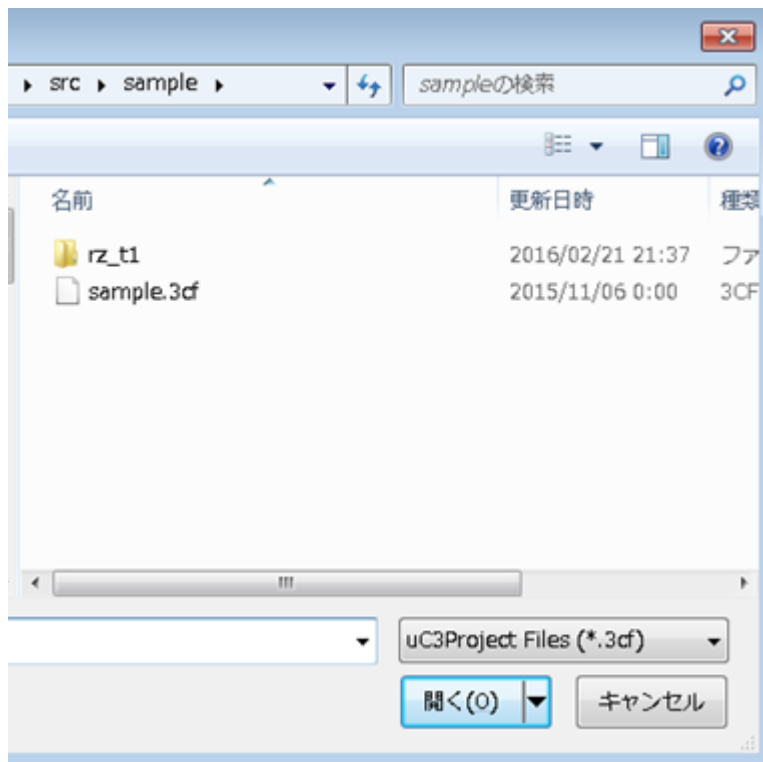 src sample
sampleの検索
名前 更新日時 種類
rz_t1 2016/02/21 21:37 ファ
sample.3cf 2015/11/06 0:00 3CF
uC3Project Files (*.3cf)
開く(O) キャンセル